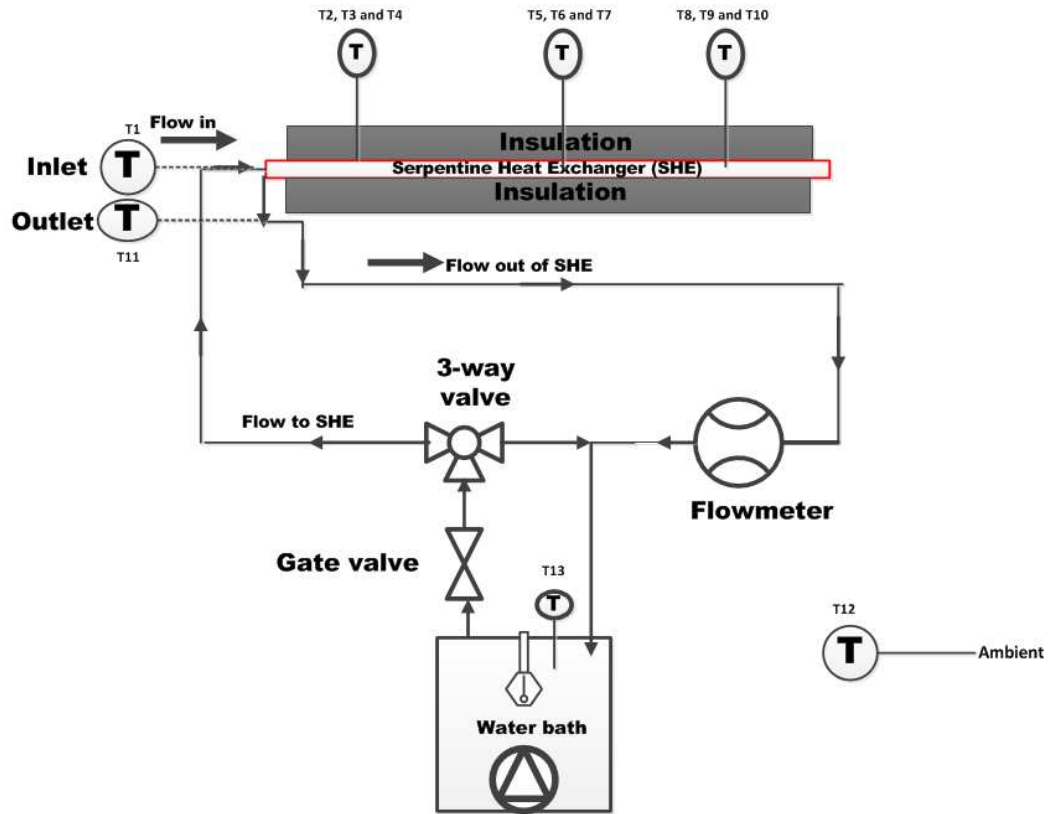 T2, T3 and T4
T5, T6 and T7
T8, T9 and T10
T
T
T
T1
Flow in
Insulation
Inlet
T
Serpentine Heat Exchanger (SHE)
Insulation
Outlet
T
T11
Flow out of SHE
3-way
valve
Flow to SHE
Flowmeter
Gate valve
T13
T
T12
T
Ambient
Water bath